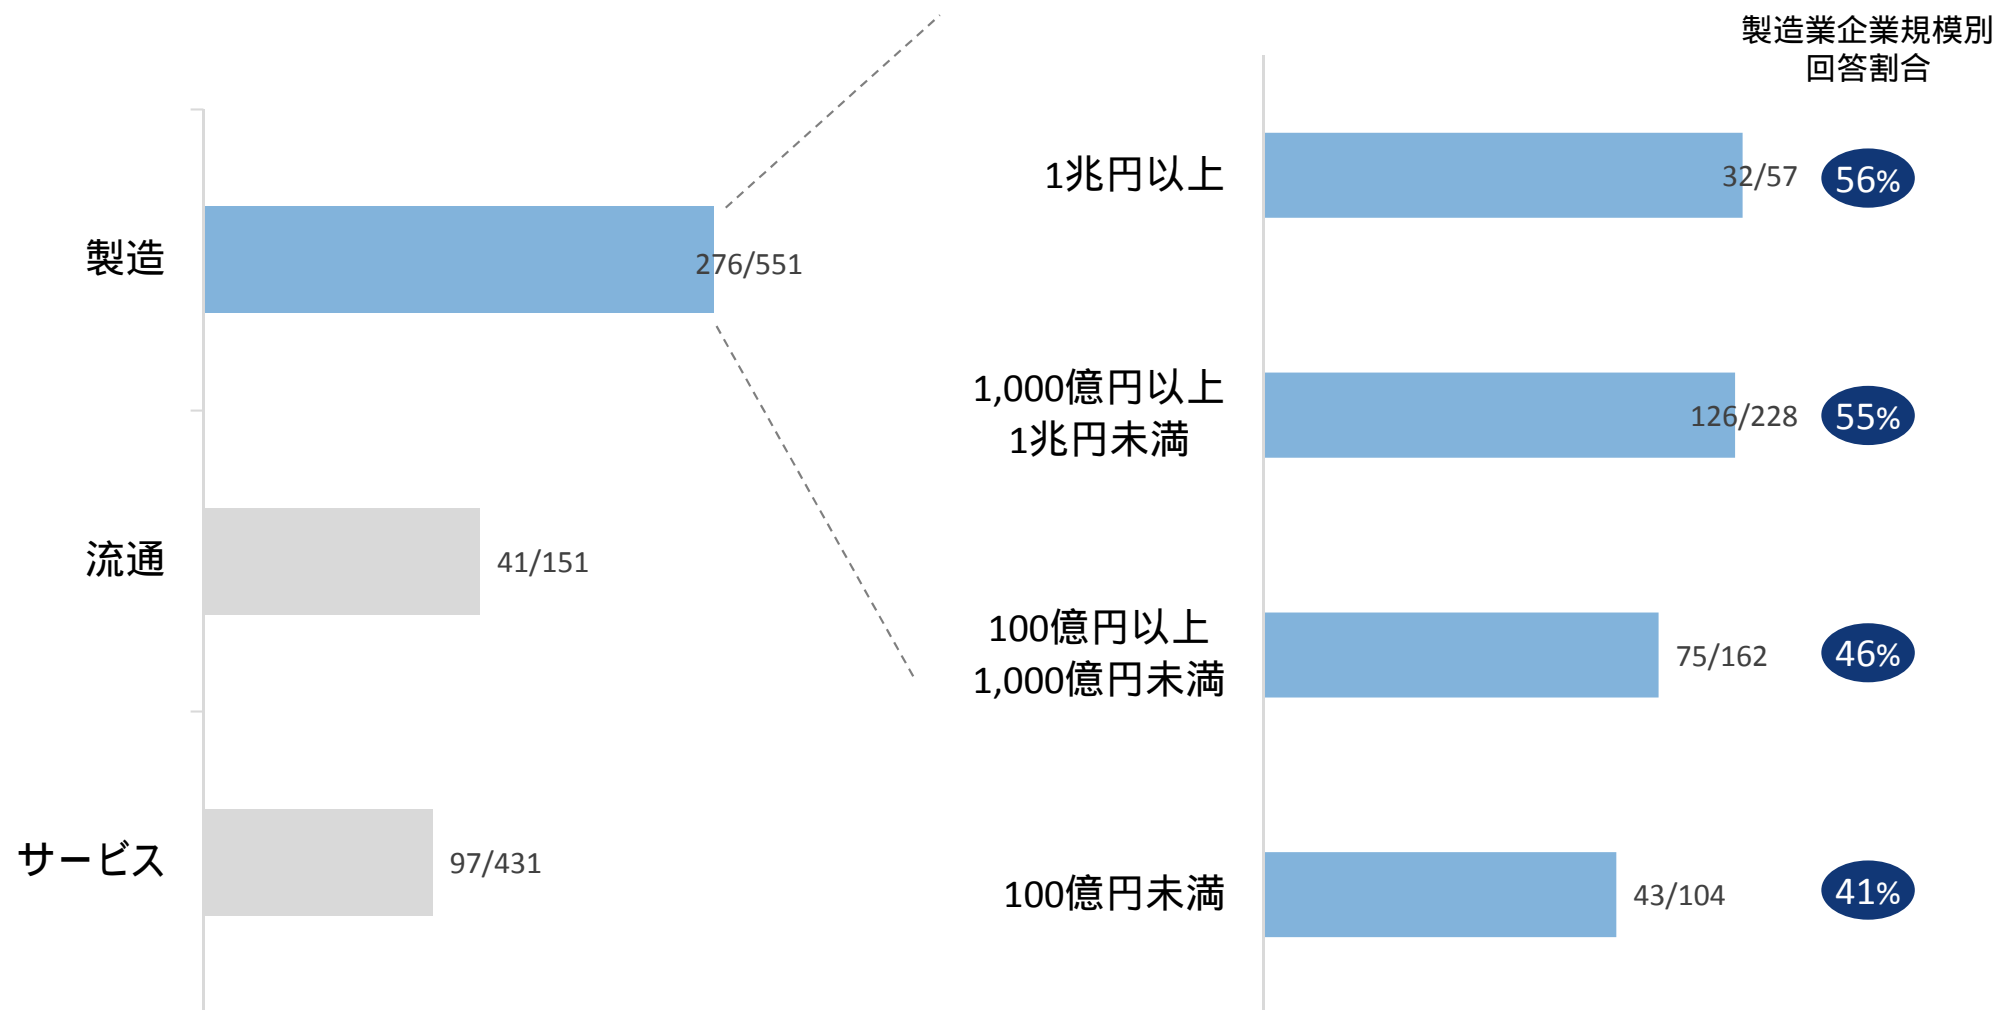 製造
276/551
流通
41/151
サービス
97/431
製造業企業規模別
回答割合
1兆円以上
32/57
56%
1,000億円以上
1兆円未満
126/228
55%
100億円以上
1,000億円未満
75/162
46%
100億円未満
43/104
41%